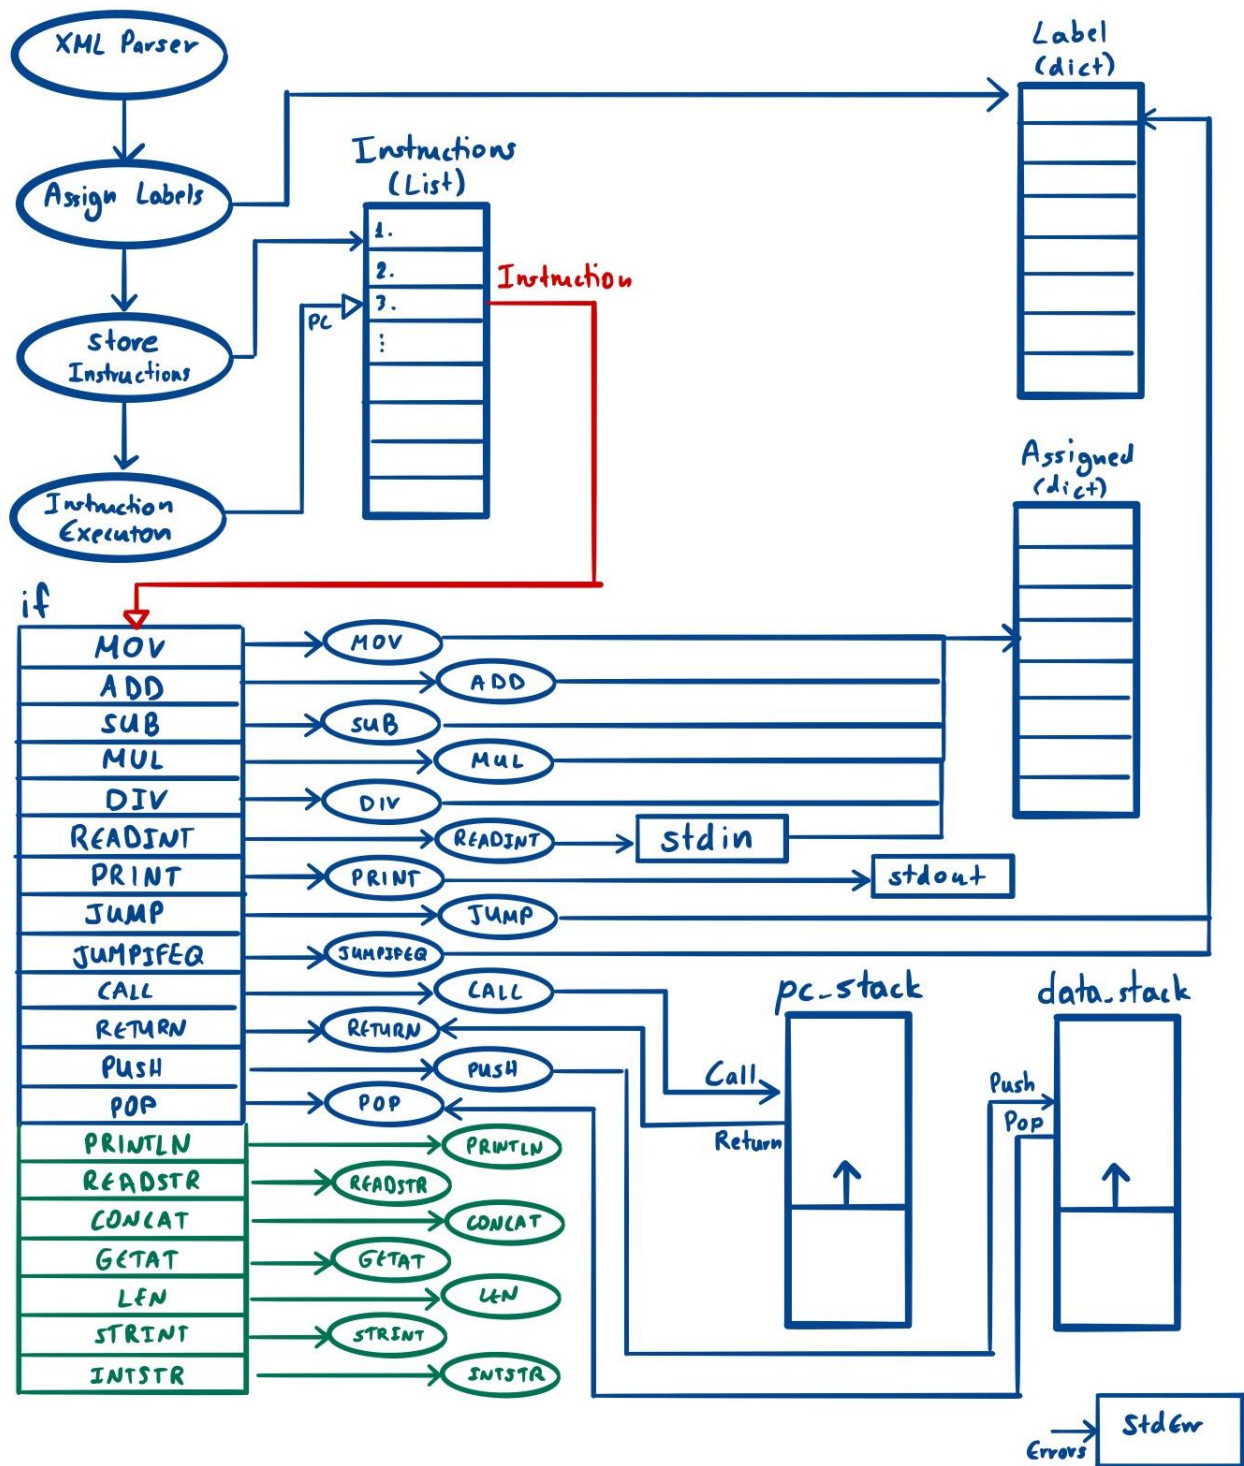 XML Parser
Label
(dict)
Assign Labels
Instructions
(List)
1.
2.
3.
⋮
Instruction
PC
Store
Instructions
Instruction
Executon
Assigned
(dict)
if
MOV
MOV
ADD
ADD
SUB
SUB
MUL
MUL
DIV
DIV
READINT
READINT
stdin
PRINT
PRINT
stdout
JUMP
JUMP
JUMPIFEQ
JUMPIFEQ
CALL
CALL
pc_stack
data_stack
RETURN
RETURN
PUSH
PUSH
Call
Push
POP
POP
Pop
Return
PRINTLN
PRINTLN
READSTR
READSTR
CONCAT
CONCAT
GETAT
GETAT
LEN
LEN
STRINT
STRINT
INTSTR
INTSTR
StdErr
Errors